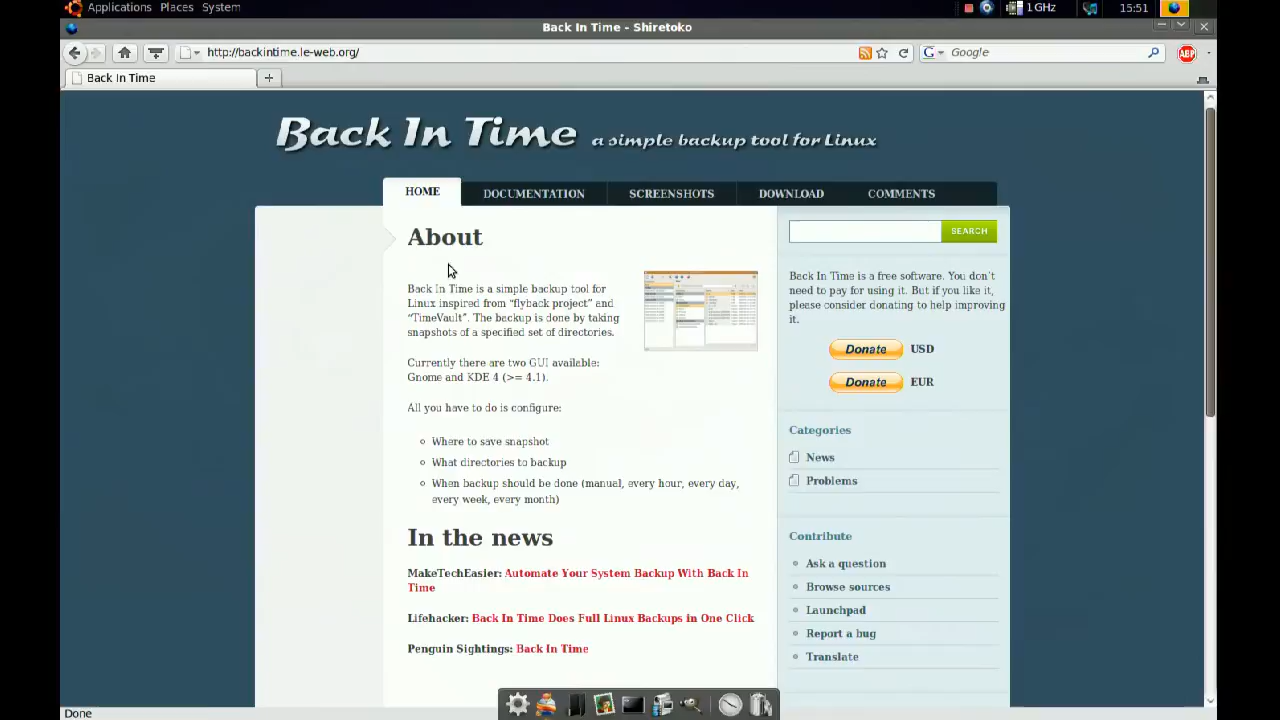 Applications Places System
1 GHz
15:51
Back In Time - Shiretoko
http://backintime.le-web.org/
G Google
ABP
Back In Time
Back In Time a simple backup tool for Linux
HOME DOCUMENTATION SCREENSHOTS DOWNLOAD COMMENTS
About
Back In Time is a simple backup tool for
Linux inspired from “flyback project” and
“TimeVault”. The backup is done by taking
snapshots of a specified set of directories.
Currently there are two GUI available:
Gnome and KDE 4 (>= 4.1).
All you have to do is configure:
Where to save snapshot
What directories to backup
When backup should be done (manual, every hour, every day,
every week, every month)
In the news
MakeTechEasier: Automate Your System Backup With Back In
Time
Lifehacker: Back In Time Does Full Linux Backups in One Click
Penguin Sightings: Back In Time
SEARCH
Back In Time is a free software. You don’t
need to pay for using it. But if you like it,
please consider donating to help improving
it.
Donate USD
Donate EUR
Categories
News
Problems
Contribute
Ask a question
Browse sources
Launchpad
Report a bug
Translate
Done